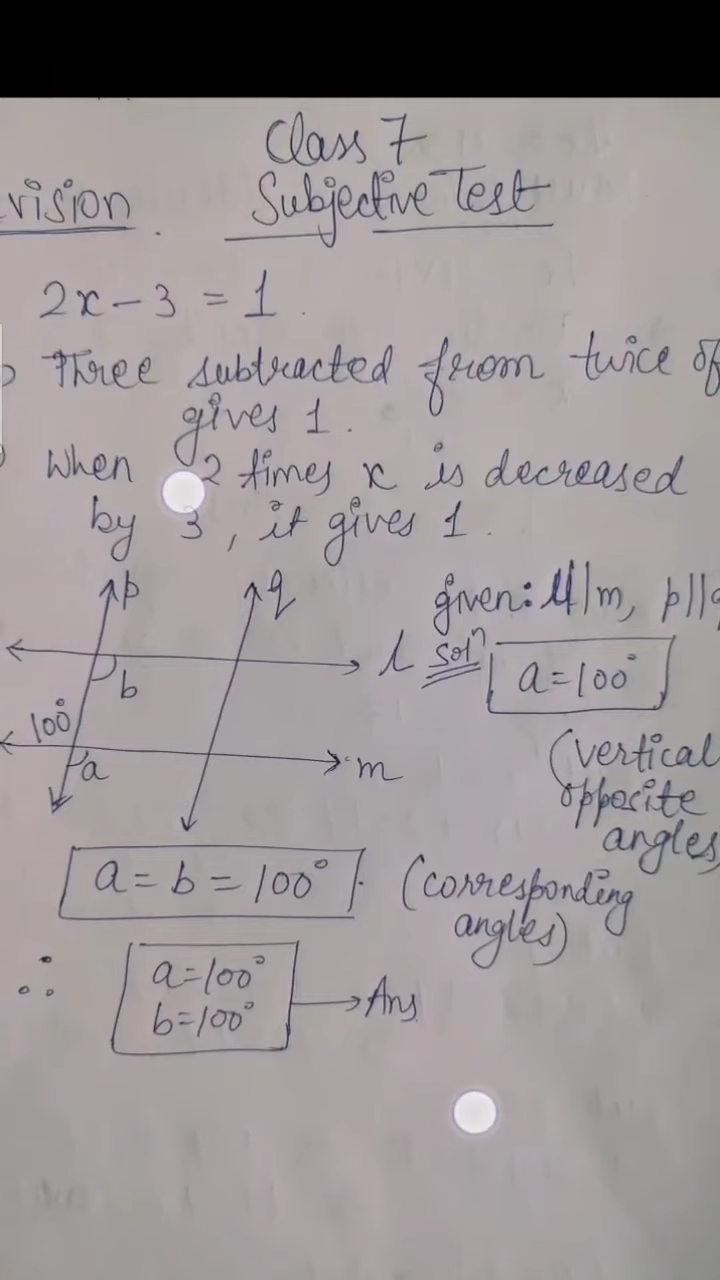 Class 7
vision. Subjective Test
2x - 3 = 1.
Three subtracted from twice of
gives 1.
When 2 times x is decreased
by 3, it gives 1.
p q given: l||m, p||q
l Solⁿ a = 100°
b
100°
a m (vertical
opposite
angles
a = b = 100°. (corresponding
angles)
∴ a = 100°
b = 100° → Ans